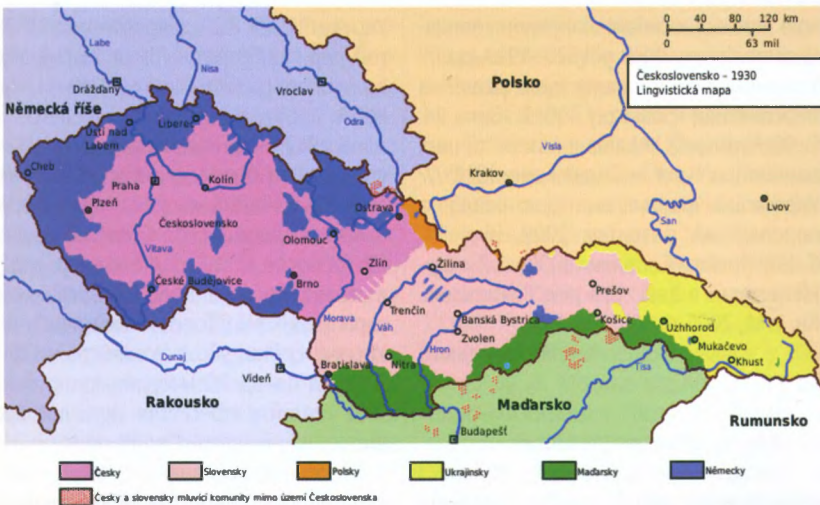 0 40 80 120 km
0 63 mil
Československo - 1930
Lingvistická mapa
Labe
Nisa
Drážďany
Vroclav
Polsko
Německá říše
Ústí nad
Labem
Liberec
Odra
Visla
Cheb
Praha
Kolín
Krakov
Plzeň
Lvov
Ostrava
San
Československo
Olomouc
Vltava
Zlín
Žilina
České Budějovice
Brno
Prešov
Trenčín
Morava
Váh
Banská Bystrica
Košice
Užhorod
Zvolen
Mukačevo
Dunaj
Hron
Khust
Bratislava
Nitra
Tisa
Vídeň
Rakousko
Maďarsko
Rumunsko
Budapešť
Česky
Slovensky
Polsky
Ukrajinsky
Maďarsky
Německy
Česky a slovensky mluvící komunity mimo území Československa